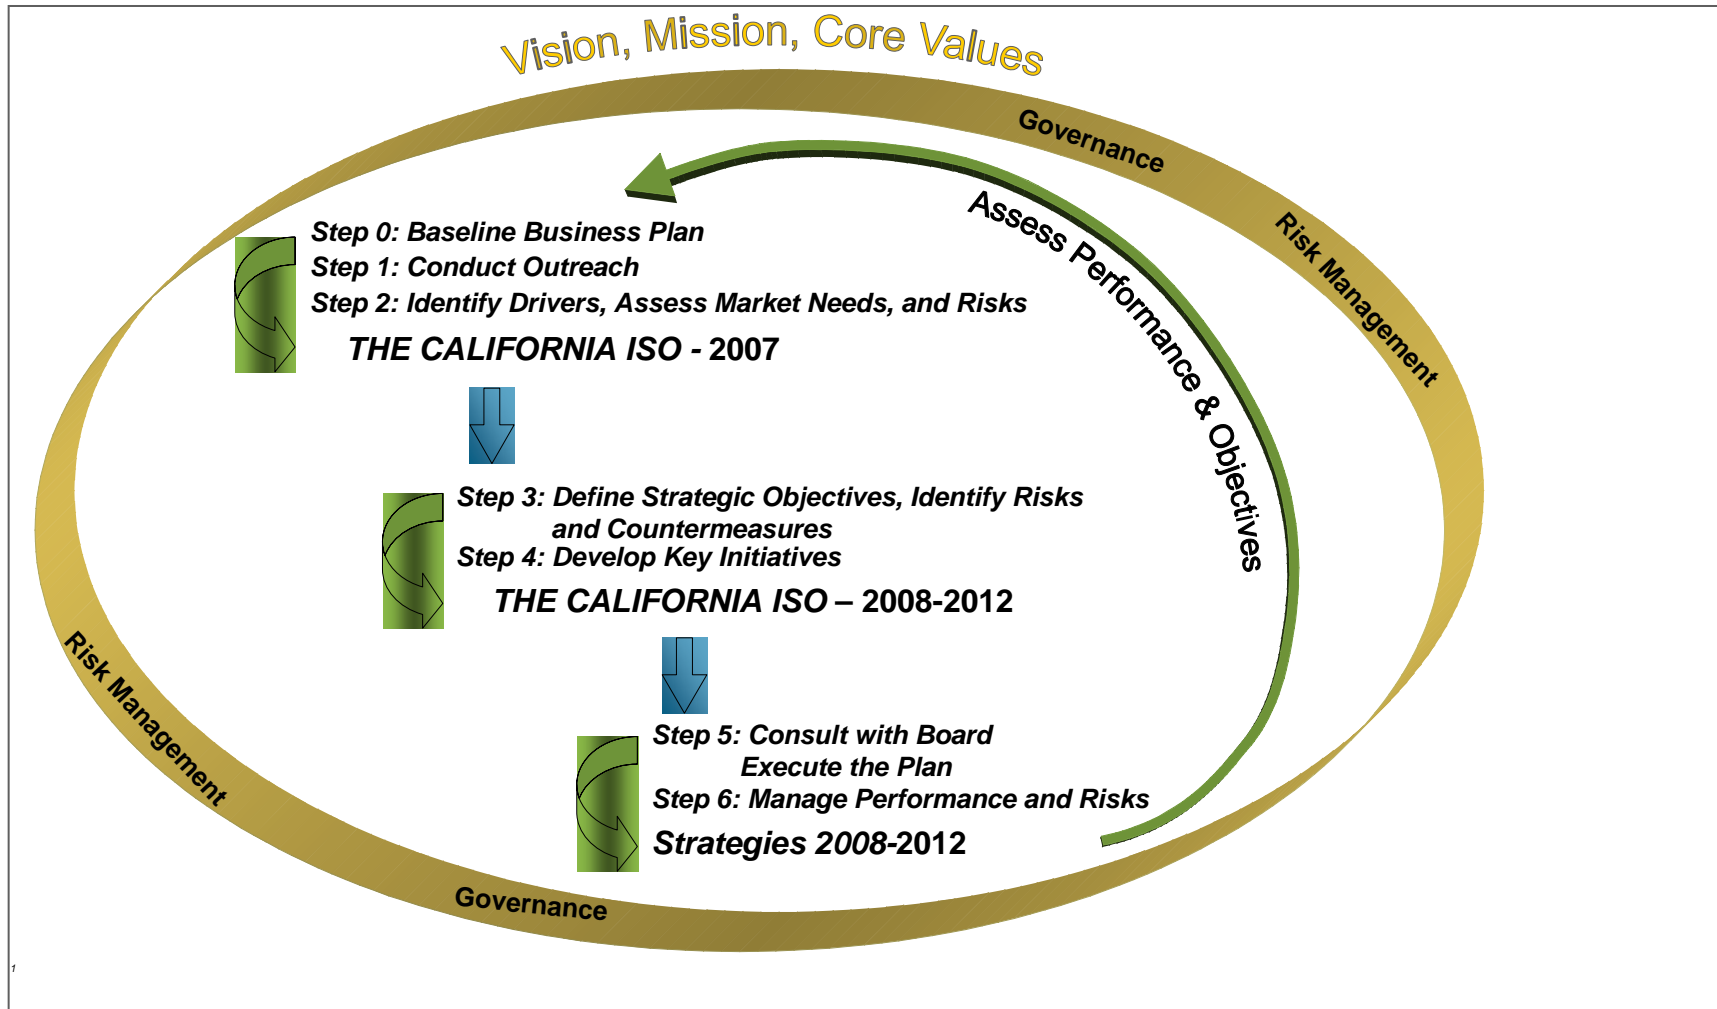 Vision, Mission, Core Values
Governance
Risk Management
Assess Performance & Objectives
Step 0: Baseline Business Plan
Step 1: Conduct Outreach
Step 2: Identify Drivers, Assess Market Needs, and Risks
THE CALIFORNIA ISO - 2007
Step 3: Define Strategic Objectives, Identify Risks
and Countermeasures
Step 4: Develop Key Initiatives
THE CALIFORNIA ISO – 2008-2012
Step 5: Consult with Board
Execute the Plan
Step 6: Manage Performance and Risks
Strategies 2008-2012
Risk Management
Governance
1